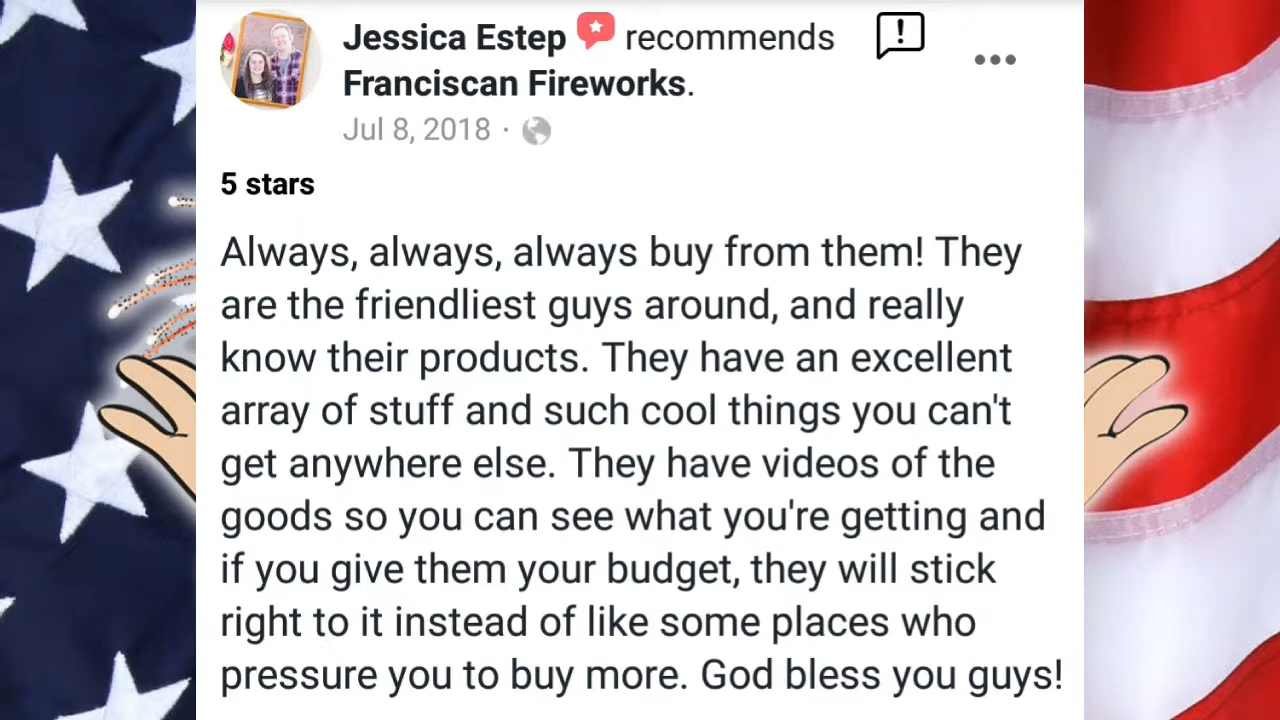 Jessica Estep recommends
Franciscan Fireworks.
Jul 8, 2018 ·
5 stars
Always, always, always buy from them! They
are the friendliest guys around, and really
know their products. They have an excellent
array of stuff and such cool things you can't
get anywhere else. They have videos of the
goods so you can see what you're getting and
if you give them your budget, they will stick
right to it instead of like some places who
pressure you to buy more. God bless you guys!